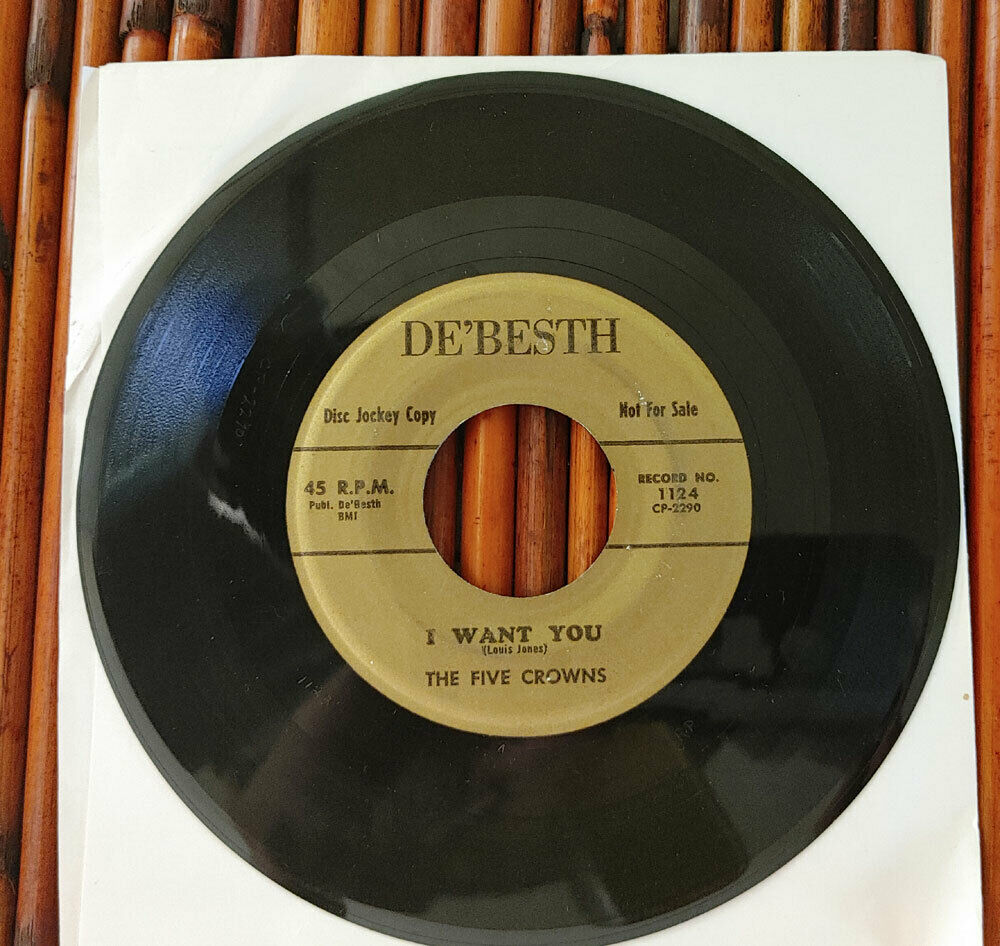 DE'BESTH
Disc Jockey Copy
Not For Sale
45 R.P.M.
Publ. De'Besth
BMI
RECORD NO.
1124
CP-2290
I WANT YOU
(Louis Jones)
THE FIVE CROWNS